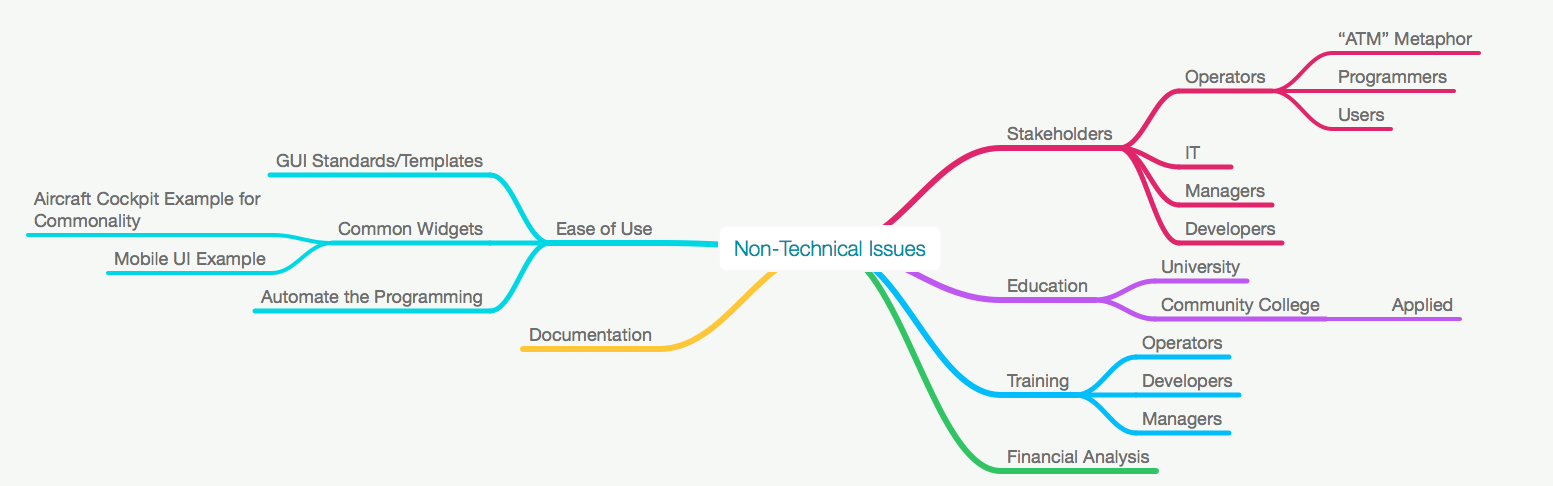 “ATM” Metaphor
Operators
Programmers
Users
Stakeholders
IT
Managers
Developers
GUI Standards/Templates
Aircraft Cockpit Example for
Commonality
Common Widgets
Ease of Use
Mobile UI Example
Automate the Programming
Non-Technical Issues
Documentation
University
Education
Community College
Applied
Operators
Training
Developers
Managers
Financial Analysis